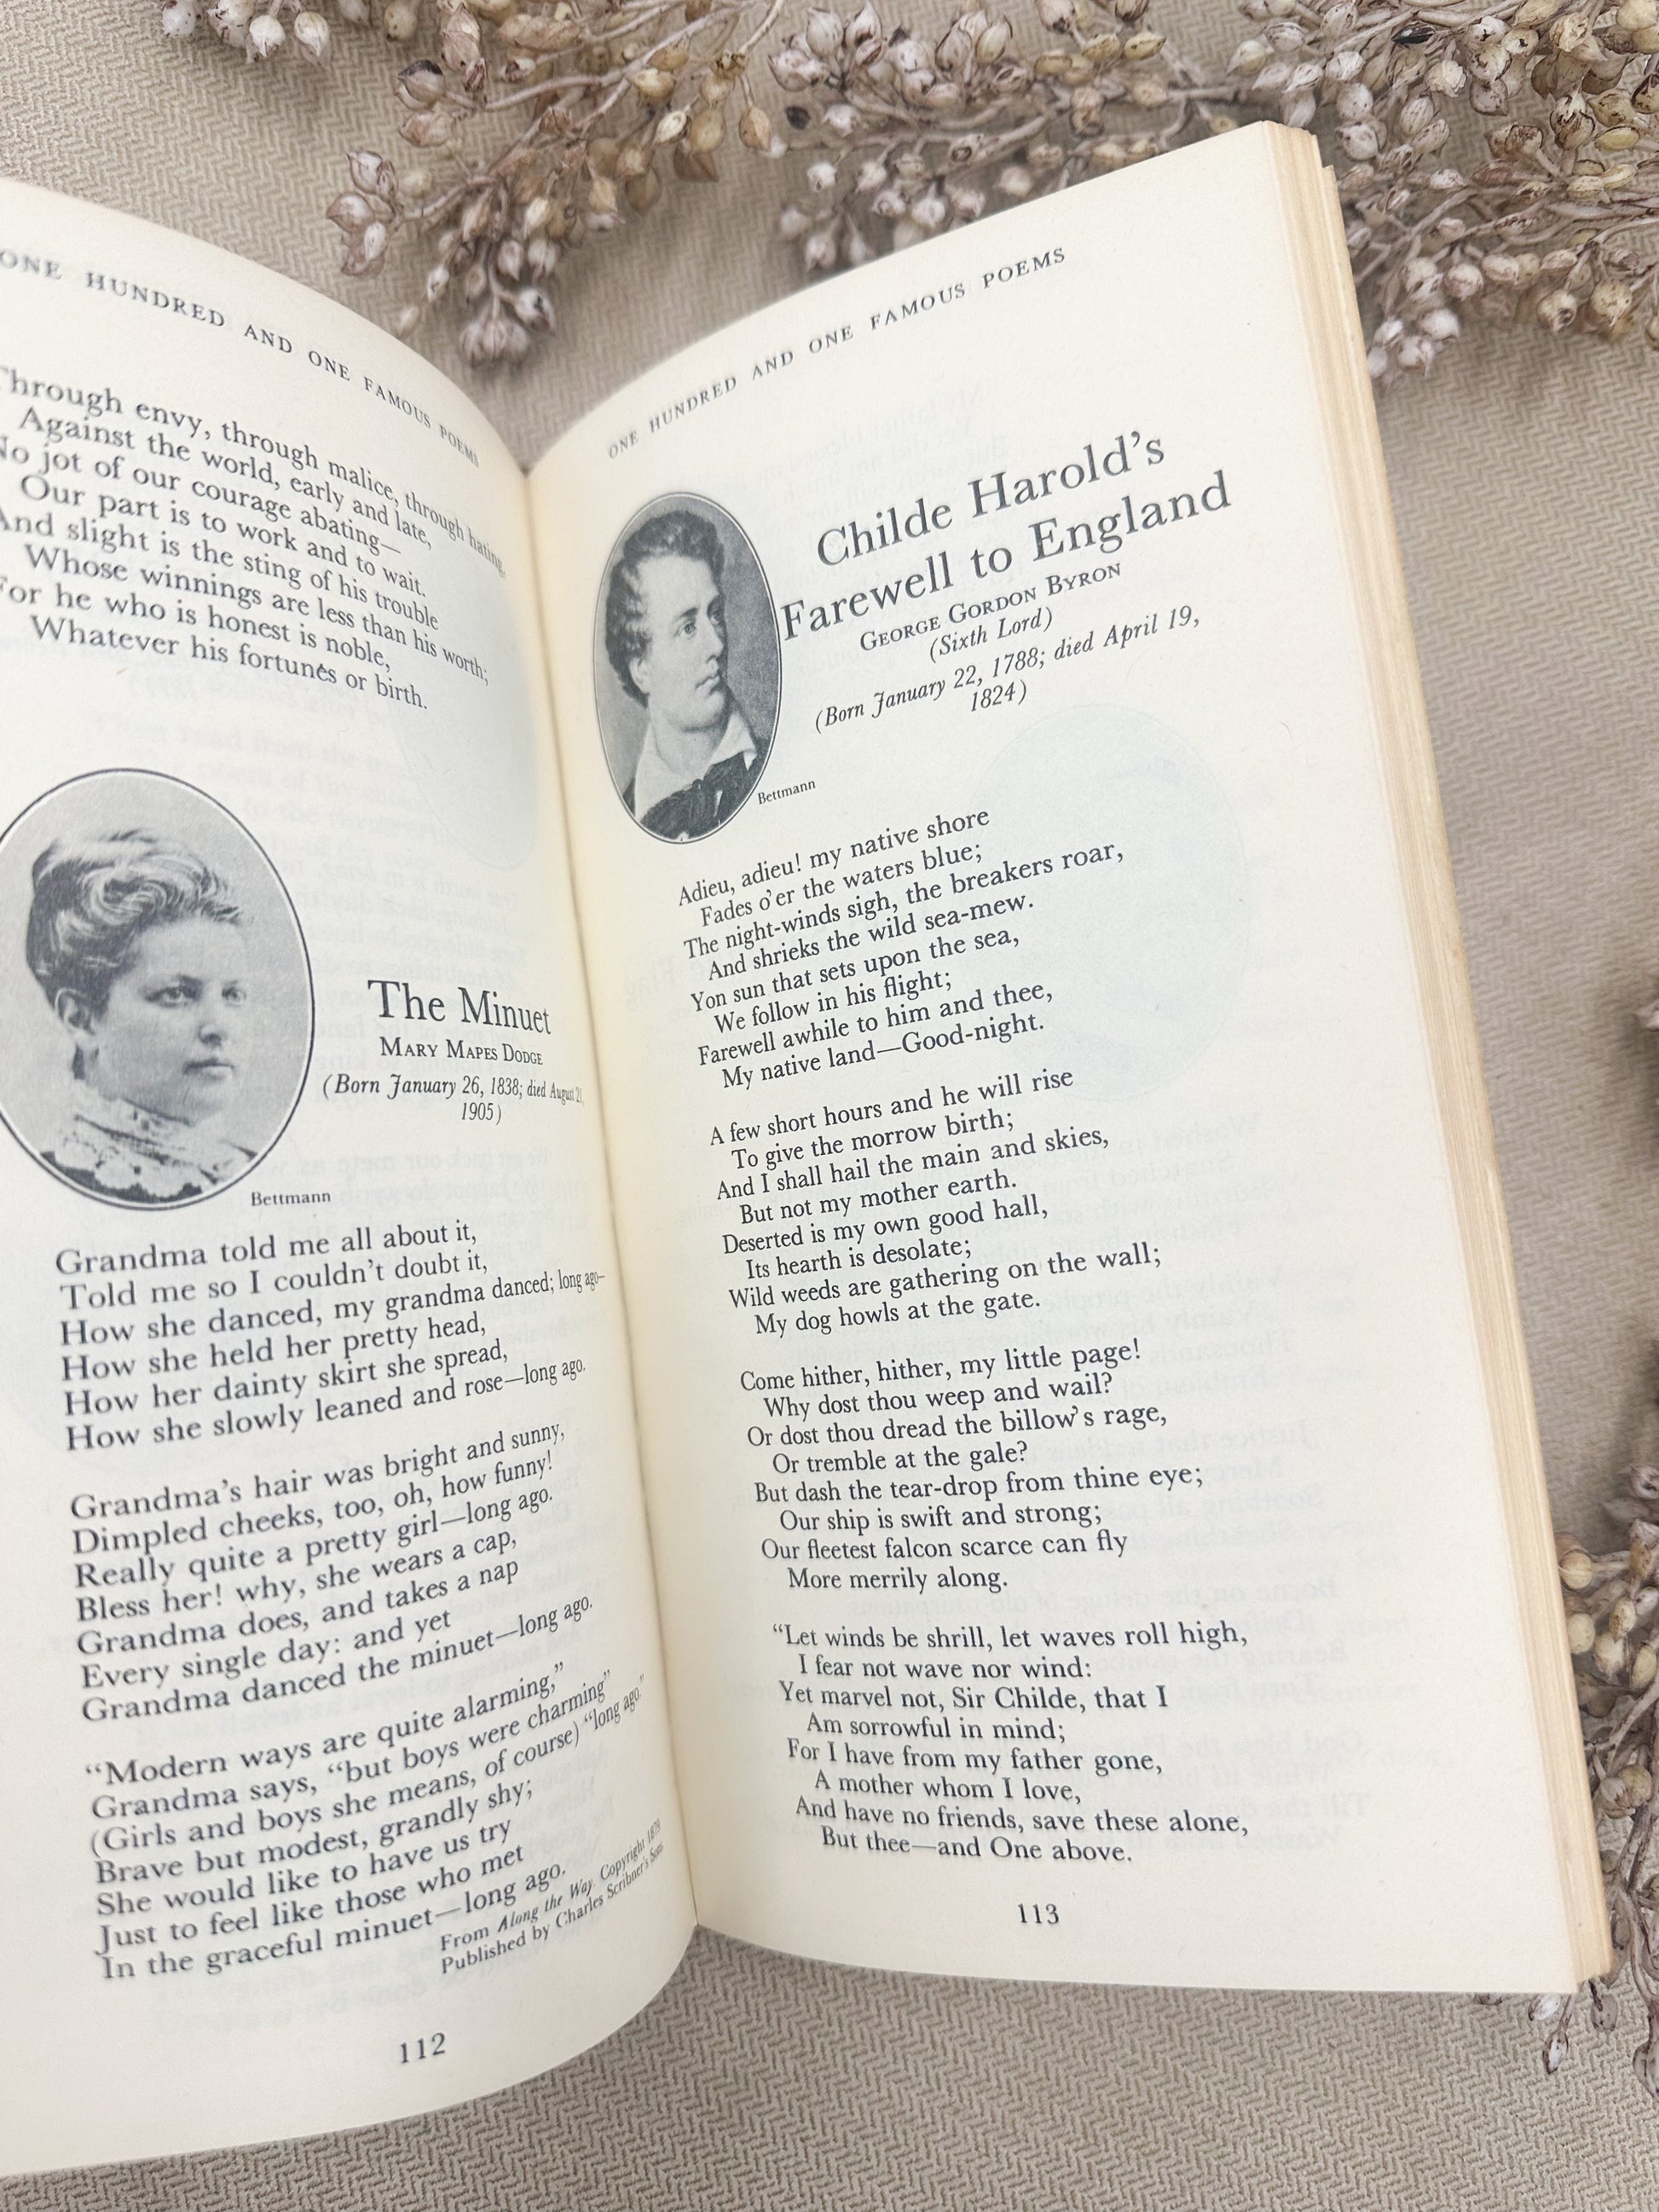 ONE HUNDRED AND ONE FAMOUS POEMS
Through envy, through malice, through hating,
Against the world, early and late,
No jot of our courage abating—
Our part is to work and to wait.
And slight is the sting of his trouble
Whose winnings are less than his worth;
For he who is honest is noble,
Whatever his fortunes or birth.
The Minuet
MARY MAPES DODGE
(Born January 26, 1838; died August 21,
1905)
Bettmann
Grandma told me all about it,
Told me so I couldn't doubt it,
How she danced, my grandma danced; long ago—
How she held her pretty head,
How her dainty skirt she spread,
How she slowly leaned and rose—long ago.
Grandma's hair was bright and sunny,
Dimpled cheeks, too, oh, how funny!
Really quite a pretty girl—long ago.
Bless her! why, she wears a cap,
Grandma does, and takes a nap
Every single day: and yet
Grandma danced the minuet—long ago.
"Modern ways are quite alarming,"
Grandma says, "but boys were charming"
(Girls and boys she means, of course) "long ago."
Brave but modest, grandly shy;
She would like to have us try
Just to feel like those who met
In the graceful minuet—long ago.
From Along the Way. Copyright 1879
Published by Charles Scribner's Sons
112
ONE HUNDRED AND ONE FAMOUS POEMS
Childe Harold's
Farewell to England
GEORGE GORDON BYRON
(Sixth Lord)
(Born January 22, 1788; died April 19,
1824)
Bettmann
Adieu, adieu! my native shore
Fades o'er the waters blue;
The night-winds sigh, the breakers roar,
And shrieks the wild sea-mew.
Yon sun that sets upon the sea,
We follow in his flight;
Farewell awhile to him and thee,
My native land—Good-night.
A few short hours and he will rise
To give the morrow birth;
And I shall hail the main and skies,
But not my mother earth.
Deserted is my own good hall,
Its hearth is desolate;
Wild weeds are gathering on the wall;
My dog howls at the gate.
Come hither, hither, my little page!
Why dost thou weep and wail?
Or dost thou dread the billow's rage,
Or tremble at the gale?
But dash the tear-drop from thine eye;
Our ship is swift and strong;
Our fleetest falcon scarce can fly
More merrily along.
"Let winds be shrill, let waves roll high,
I fear not wave nor wind:
Yet marvel not, Sir Childe, that I
Am sorrowful in mind;
For I have from my father gone,
A mother whom I love,
And have no friends, save these alone,
But thee—and One above.
113